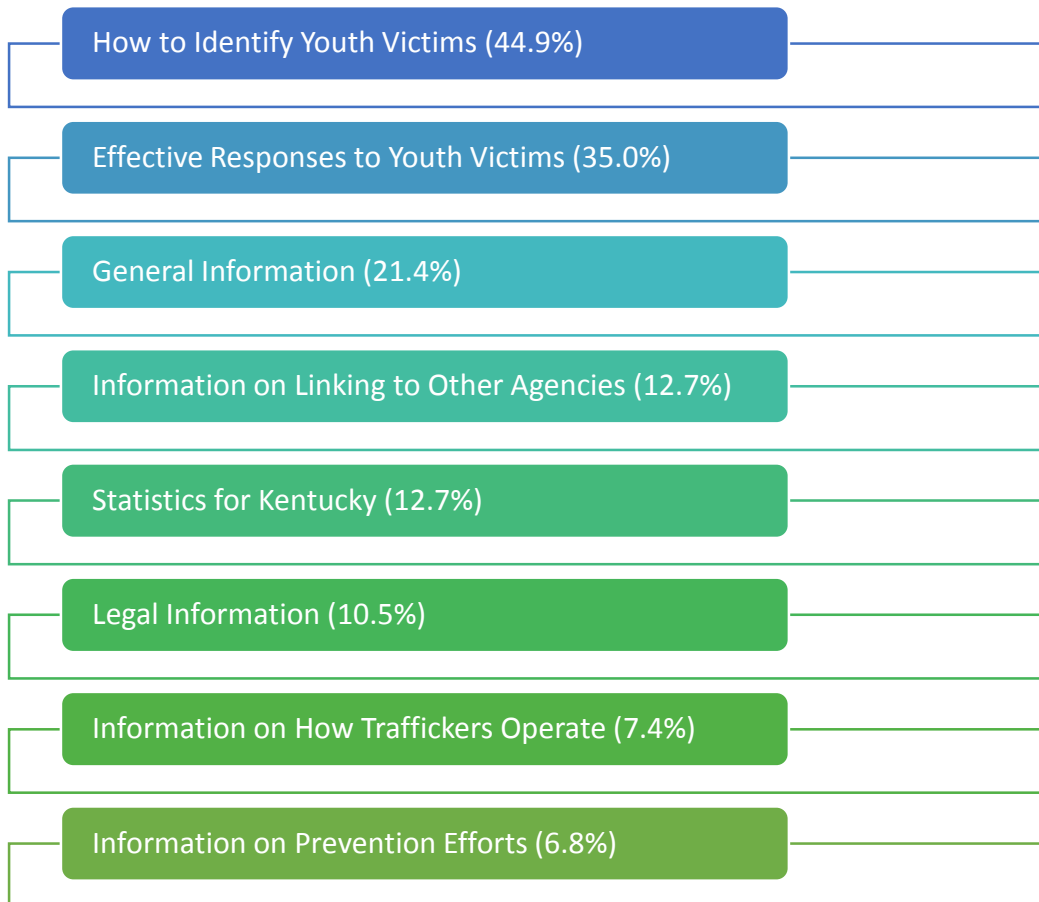 How to Identify Youth Victims (44.9%)
Effective Responses to Youth Victims (35.0%)
General Information (21.4%)
Information on Linking to Other Agencies (12.7%)
Statistics for Kentucky (12.7%)
Legal Information (10.5%)
Information on How Traffickers Operate (7.4%)
Information on Prevention Efforts (6.8%)